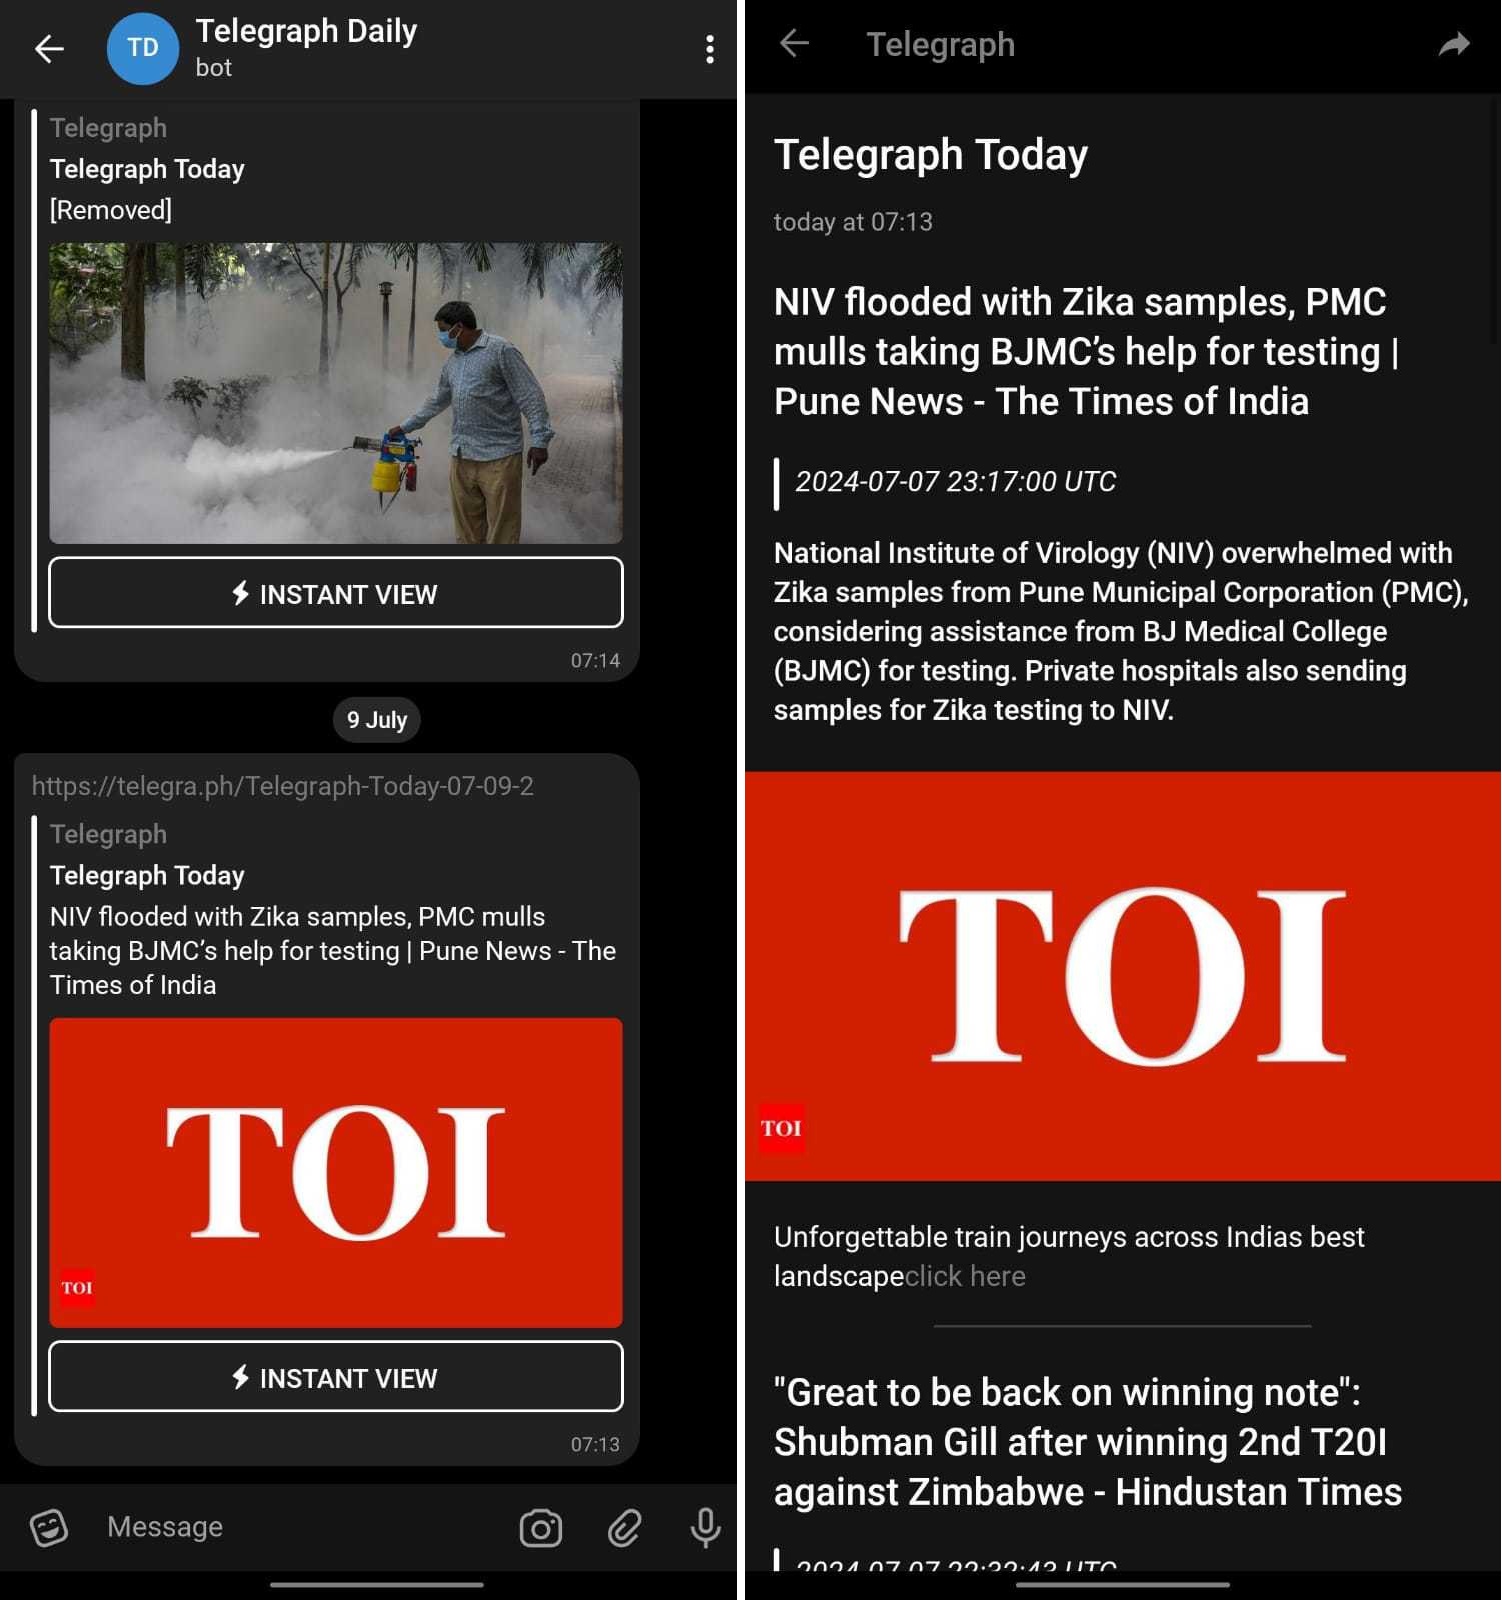 TD
Telegraph Daily
bot
Telegraph
Telegraph Today
[Removed]
INSTANT VIEW
07:14
9 July
https://telegra.ph/Telegraph-Today-07-09-2
Telegraph
Telegraph Today
NIV flooded with Zika samples, PMC mulls
taking BJMC’s help for testing | Pune News - The
Times of India
TOI
TOI
INSTANT VIEW
07:13
Message
Telegraph
Telegraph Today
today at 07:13
NIV flooded with Zika samples, PMC
mulls taking BJMC’s help for testing |
Pune News - The Times of India
2024-07-07 23:17:00 UTC
National Institute of Virology (NIV) overwhelmed with
Zika samples from Pune Municipal Corporation (PMC),
considering assistance from BJ Medical College
(BJMC) for testing. Private hospitals also sending
samples for Zika testing to NIV.
TOI
TOI
Unforgettable train journeys across Indias best
landscapeclick here
"Great to be back on winning note":
Shubman Gill after winning 2nd T20I
against Zimbabwe - Hindustan Times
2024-07-07 22:32:43 UTC